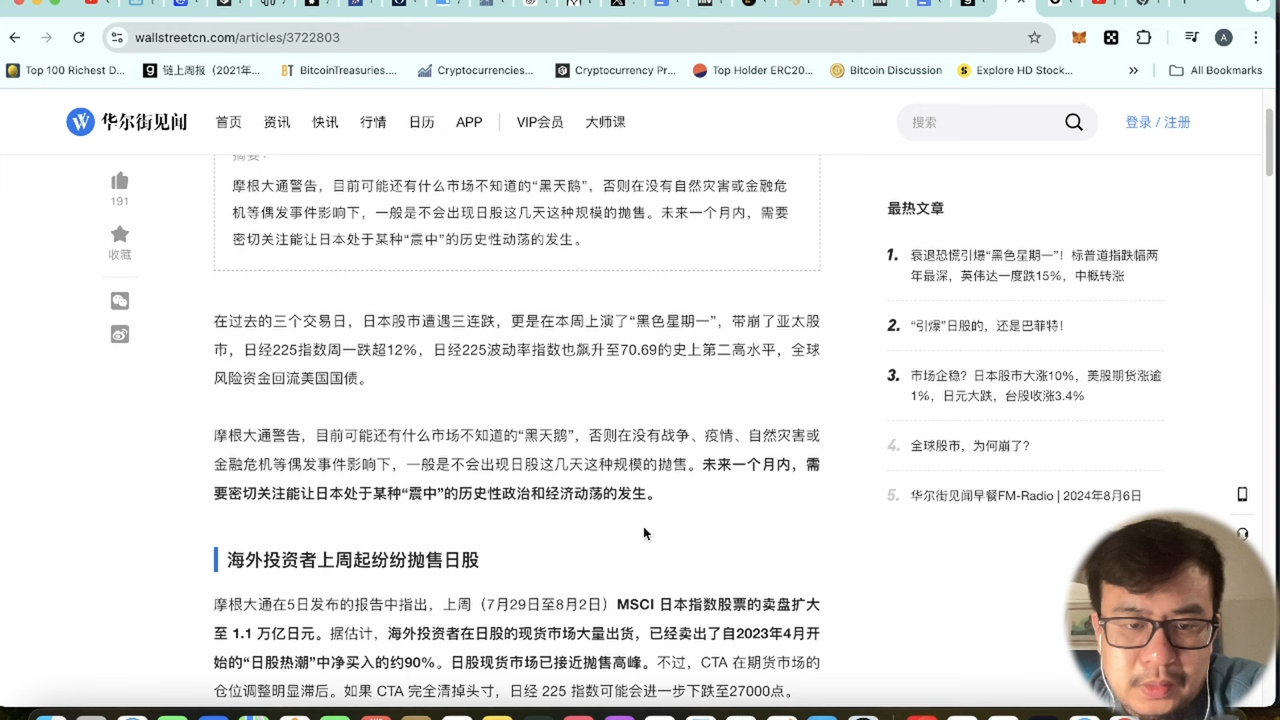 wallstreetcn.com/articles/3722803
A
Top 100 Richest D...
链上周报（2021年...
BitcoinTreasuries....
Cryptocurrencies...
Cryptocurrency Pr...
Top Holder ERC20...
Bitcoin Discussion
Explore HD Stock...
»
All Bookmarks
华尔街见闻
首页
资讯
快讯
行情
日历
APP
VIP会员
大师课
搜索
登录 / 注册
191
收藏
摘要：
摩根大通警告，目前可能还有什么市场不知道的“黑天鹅”，否则在没有自然灾害或金融危
机等偶发事件影响下，一般是不会出现日股这几天这种规模的抛售。未来一个月内，需要
密切关注能让日本处于某种“震中”的历史性动荡的发生。
在过去的三个交易日，日本股市遭遇三连跌，更是在本周上演了“黑色星期一”，带崩了亚太股
市，日经225指数周一跌超12%，日经225波动率指数也飙升至70.69的史上第二高水平，全球
风险资金回流美国国债。
摩根大通警告，目前可能还有什么市场不知道的“黑天鹅”，否则在没有战争、疫情、自然灾害或
金融危机等偶发事件影响下，一般是不会出现日股这几天这种规模的抛售。未来一个月内，需
要密切关注能让日本处于某种“震中”的历史性政治和经济动荡的发生。
海外投资者上周起纷纷抛售日股
摩根大通在5日发布的报告中指出，上周（7月29日至8月2日）MSCI 日本指数股票的卖盘扩大
至 1.1 万亿日元。据估计，海外投资者在日股的现货市场大量出货，已经卖出了自2023年4月开
始的“日股热潮”中净买入的约90%。日股现货市场已接近抛售高峰。不过，CTA 在期货市场的
仓位调整明显滞后。如果 CTA 完全清掉头寸，日经 225 指数可能会进一步下跌至27000点。
最热文章
1. 衰退恐慌引爆“黑色星期一”！标普道指跌幅两
年最深，英伟达一度跌15%，中概转涨
2. “引爆”日股的，还是巴菲特！
3. 市场企稳？日本股市大涨10%，美股期货涨逾
1%，日元大跌，台股收涨3.4%
4. 全球股市，为何崩了？
5. 华尔街见闻早餐FM-Radio | 2024年8月6日